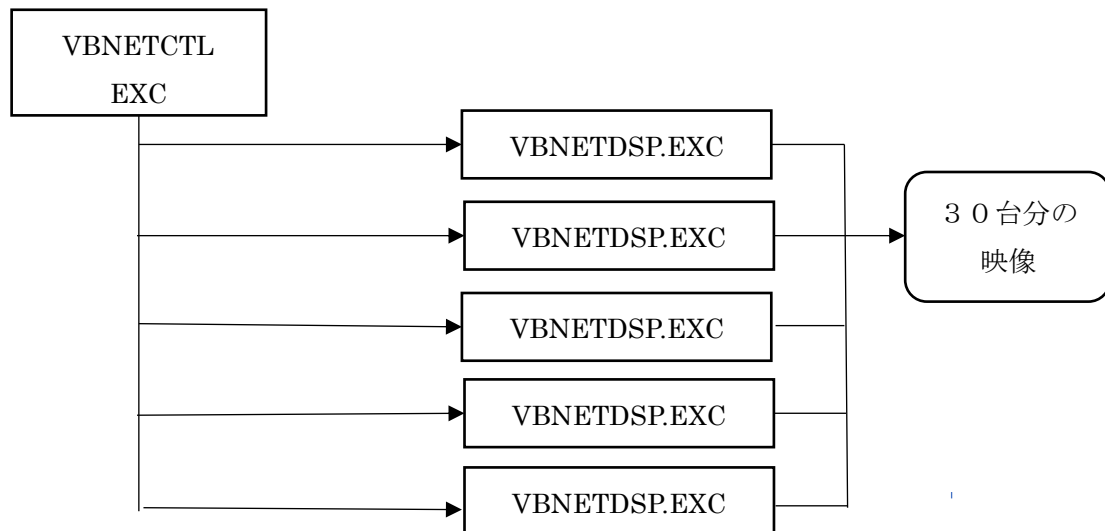 VBNETCTL
EXC
VBNETDSP.EXC
VBNETDSP.EXC
VBNETDSP.EXC
VBNETDSP.EXC
VBNETDSP.EXC
３０台分の
映像